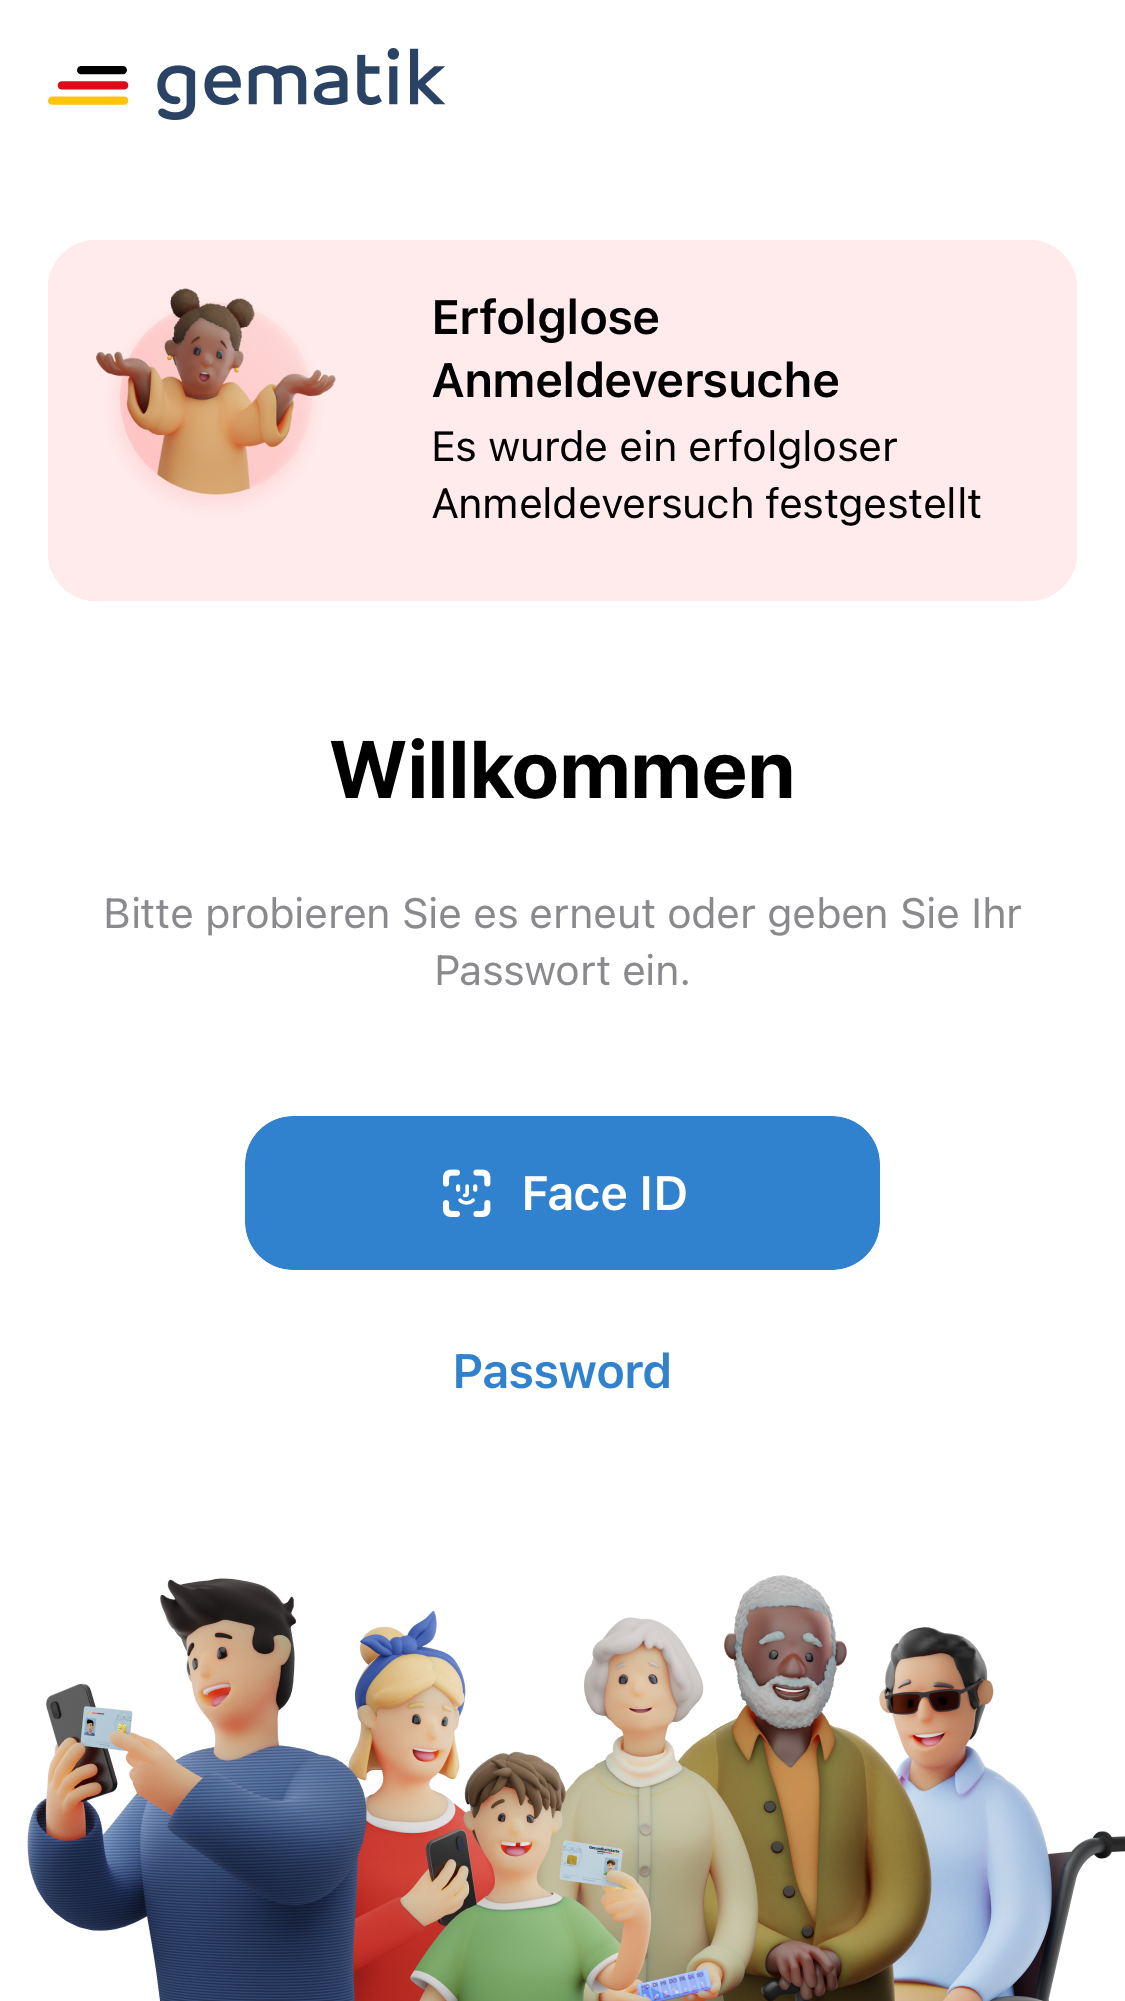 gematik
Erfolglose
Anmeldeversuche
Es wurde ein erfolgloser
Anmeldeversuch festgestellt
Willkommen
Bitte probieren Sie es erneut oder geben Sie Ihr
Passwort ein.
Face ID
Password